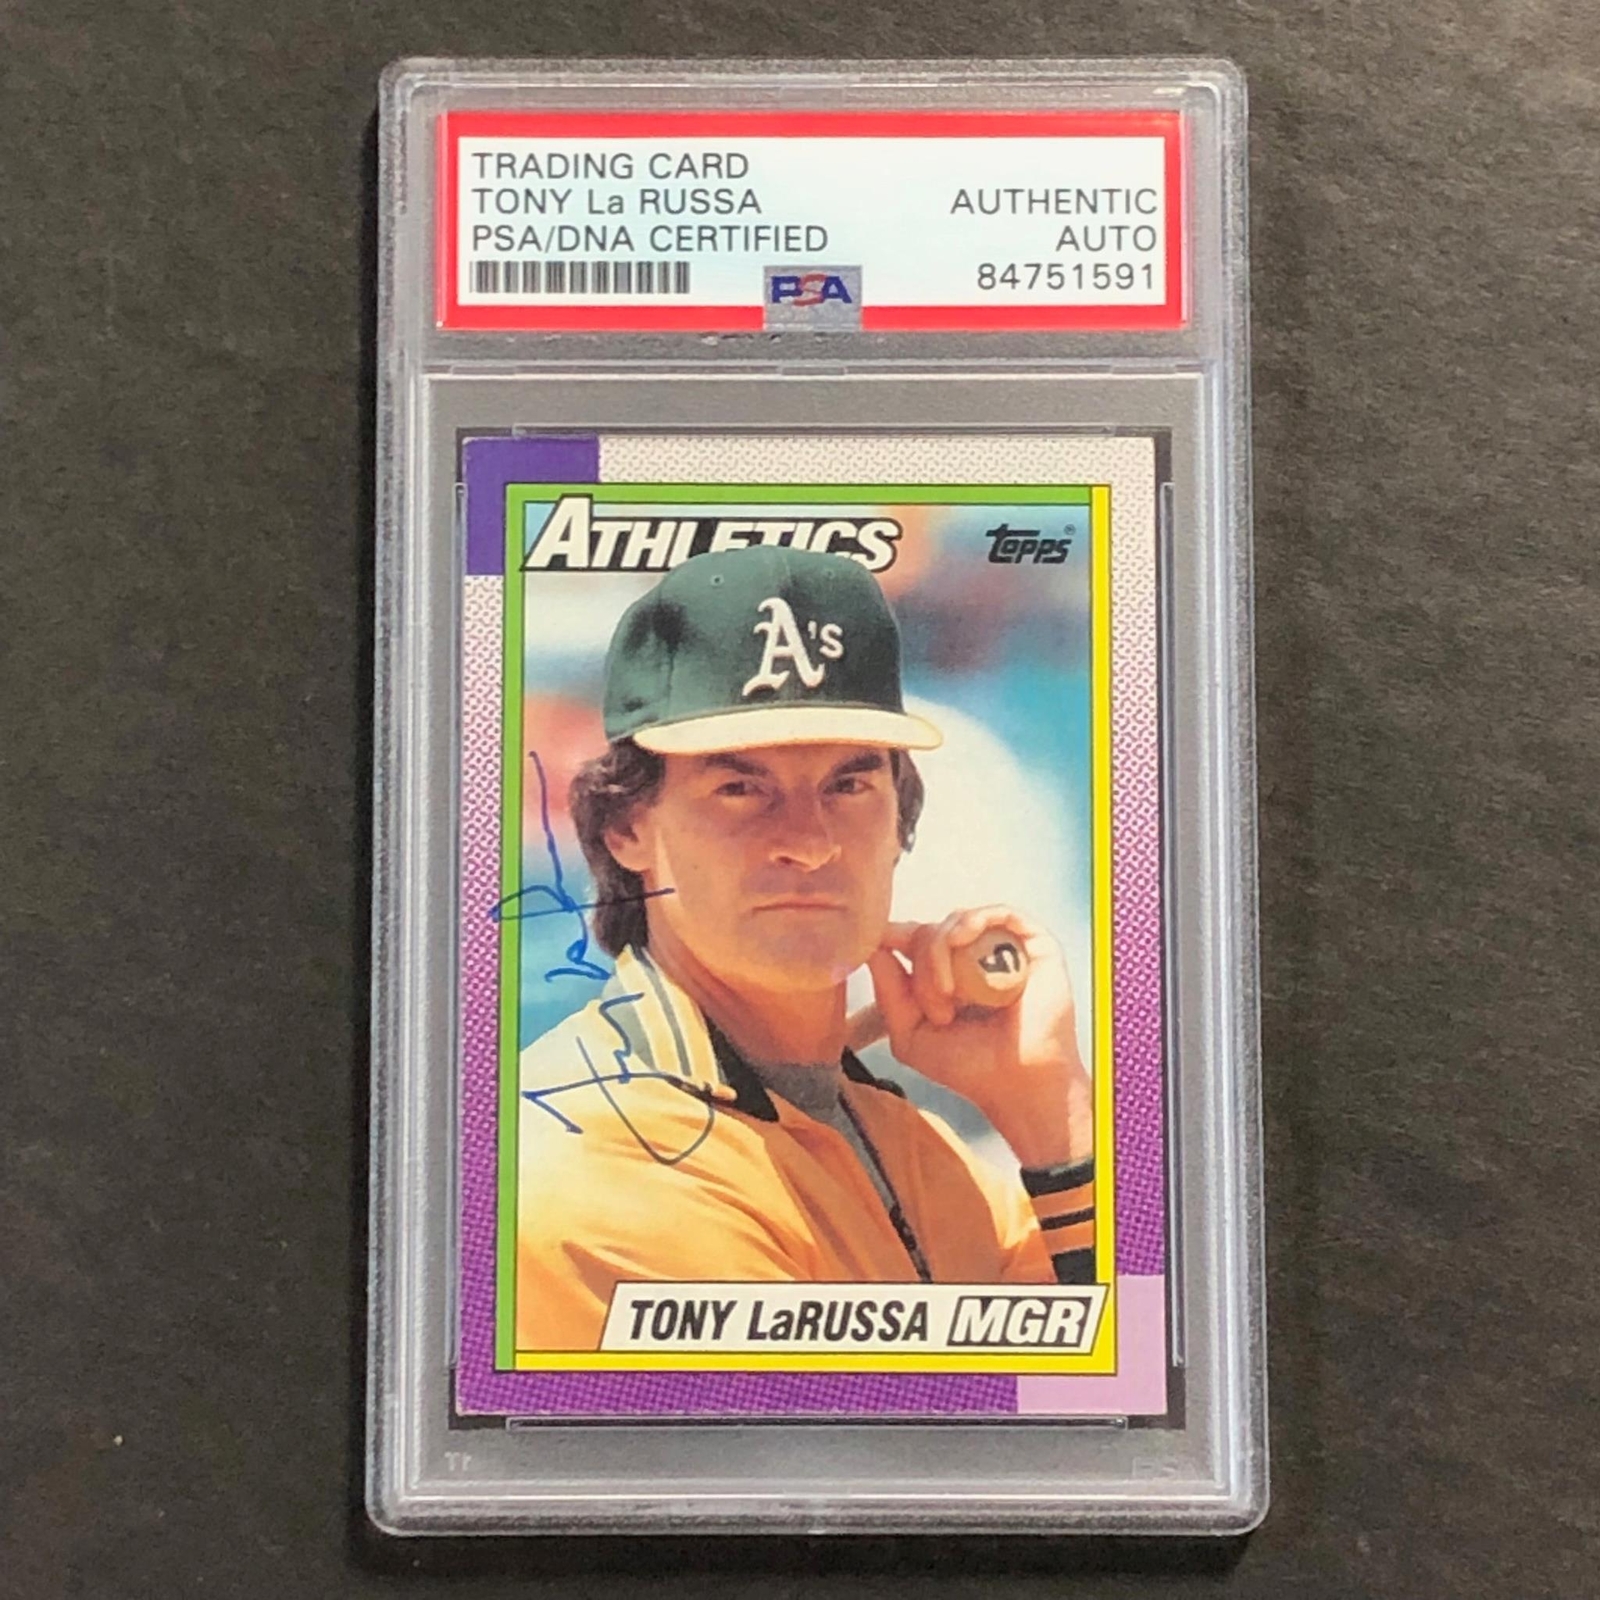 TRADING CARD
TONY La RUSSA
PSA/DNA CERTIFIED
AUTHENTIC
AUTO
84751591
PSA
ATHLETICS
Topps®
A's
TONY LaRUSSA MGR